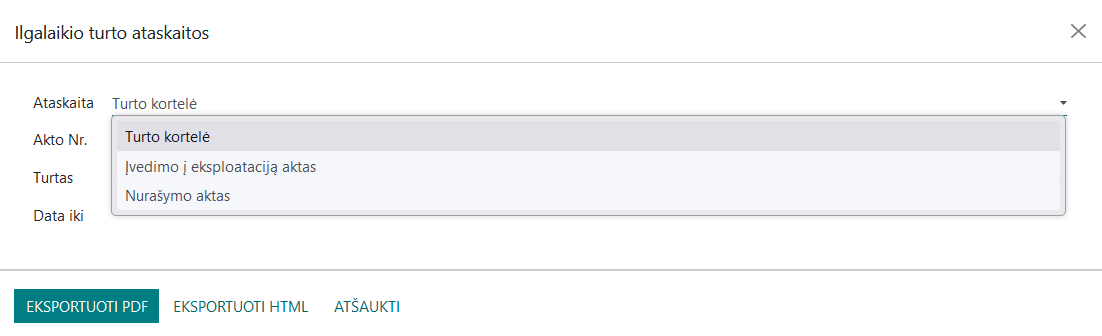 Ilgalaikio turto ataskaitos
Ataskaita Turto kortelė
Turto kortelė
Akto Nr.
Įvedimo į eksploataciją aktas
Turtas
Nurašymo aktas
Data iki
EKSPORTUOTI PDF EKSPORTUOTI HTML ATŠAUKTI